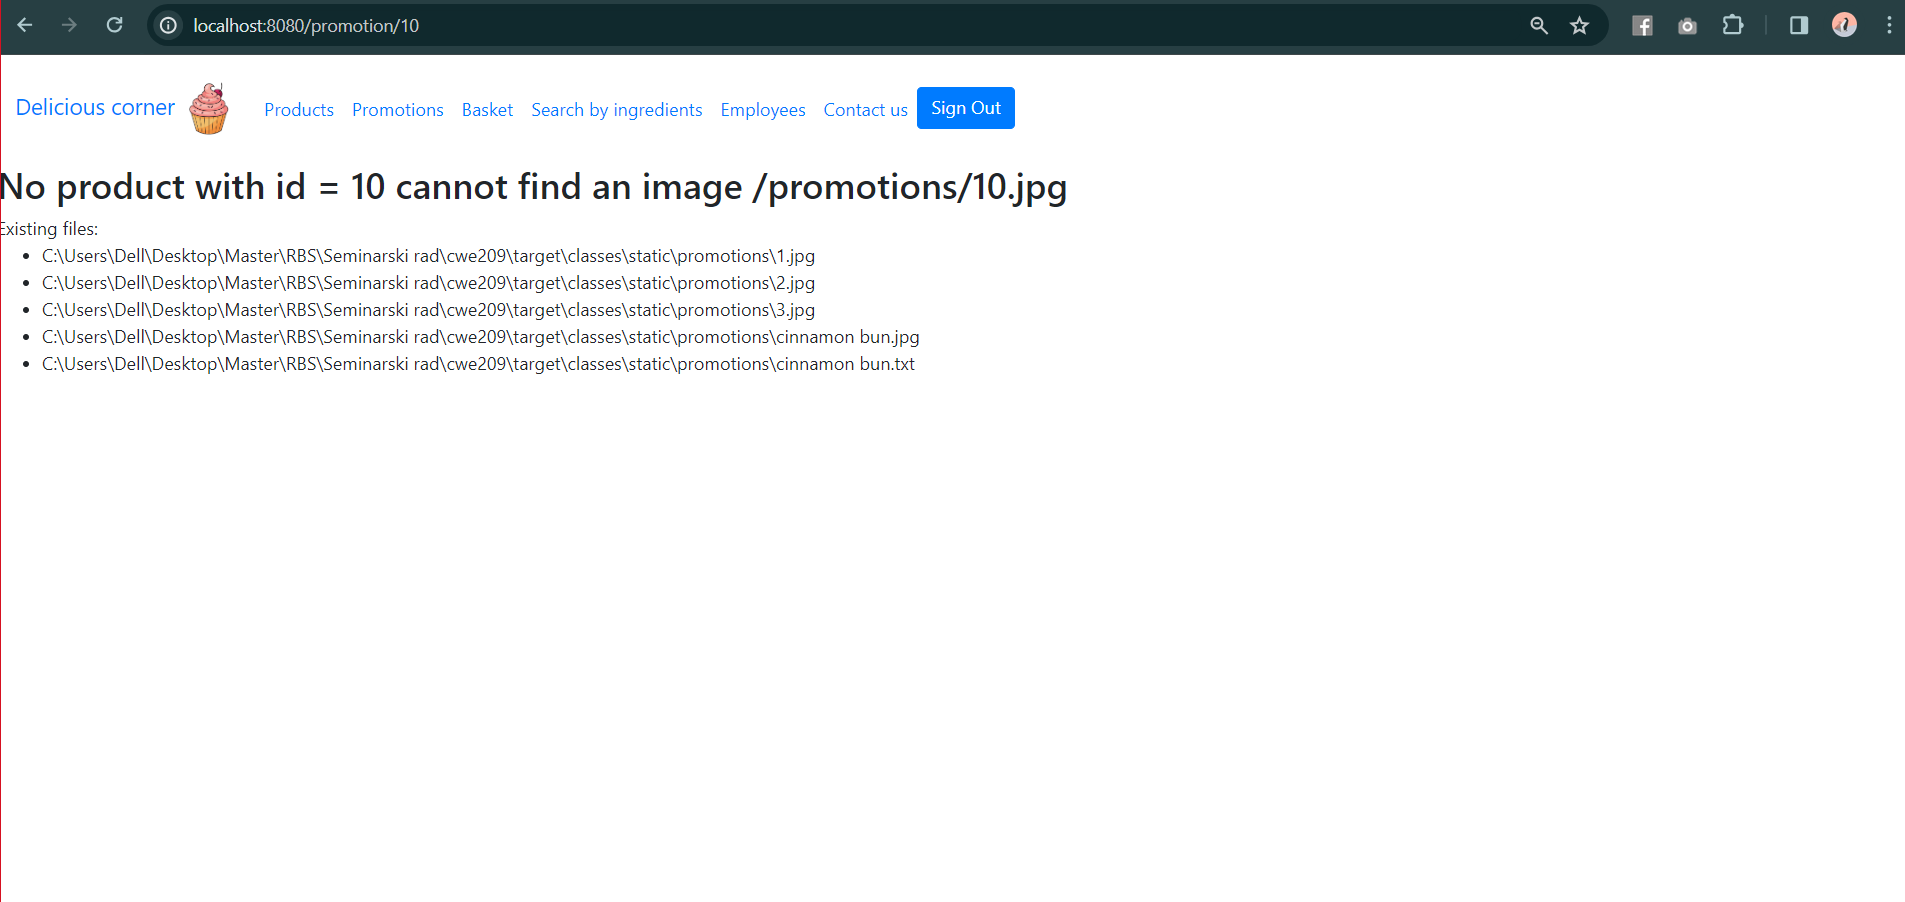 localhost:8080/promotion/10
Delicious corner Products Promotions Basket Search by ingredients Employees Contact us Sign Out
No product with id = 10 cannot find an image /promotions/10.jpg
Existing files:
C:\Users\Dell\Desktop\Master\RBS\Seminarski rad\cwe209\target\classes\static\promotions\1.jpg
C:\Users\Dell\Desktop\Master\RBS\Seminarski rad\cwe209\target\classes\static\promotions\2.jpg
C:\Users\Dell\Desktop\Master\RBS\Seminarski rad\cwe209\target\classes\static\promotions\3.jpg
C:\Users\Dell\Desktop\Master\RBS\Seminarski rad\cwe209\target\classes\static\promotions\cinnamon bun.jpg
C:\Users\Dell\Desktop\Master\RBS\Seminarski rad\cwe209\target\classes\static\promotions\cinnamon bun.txt